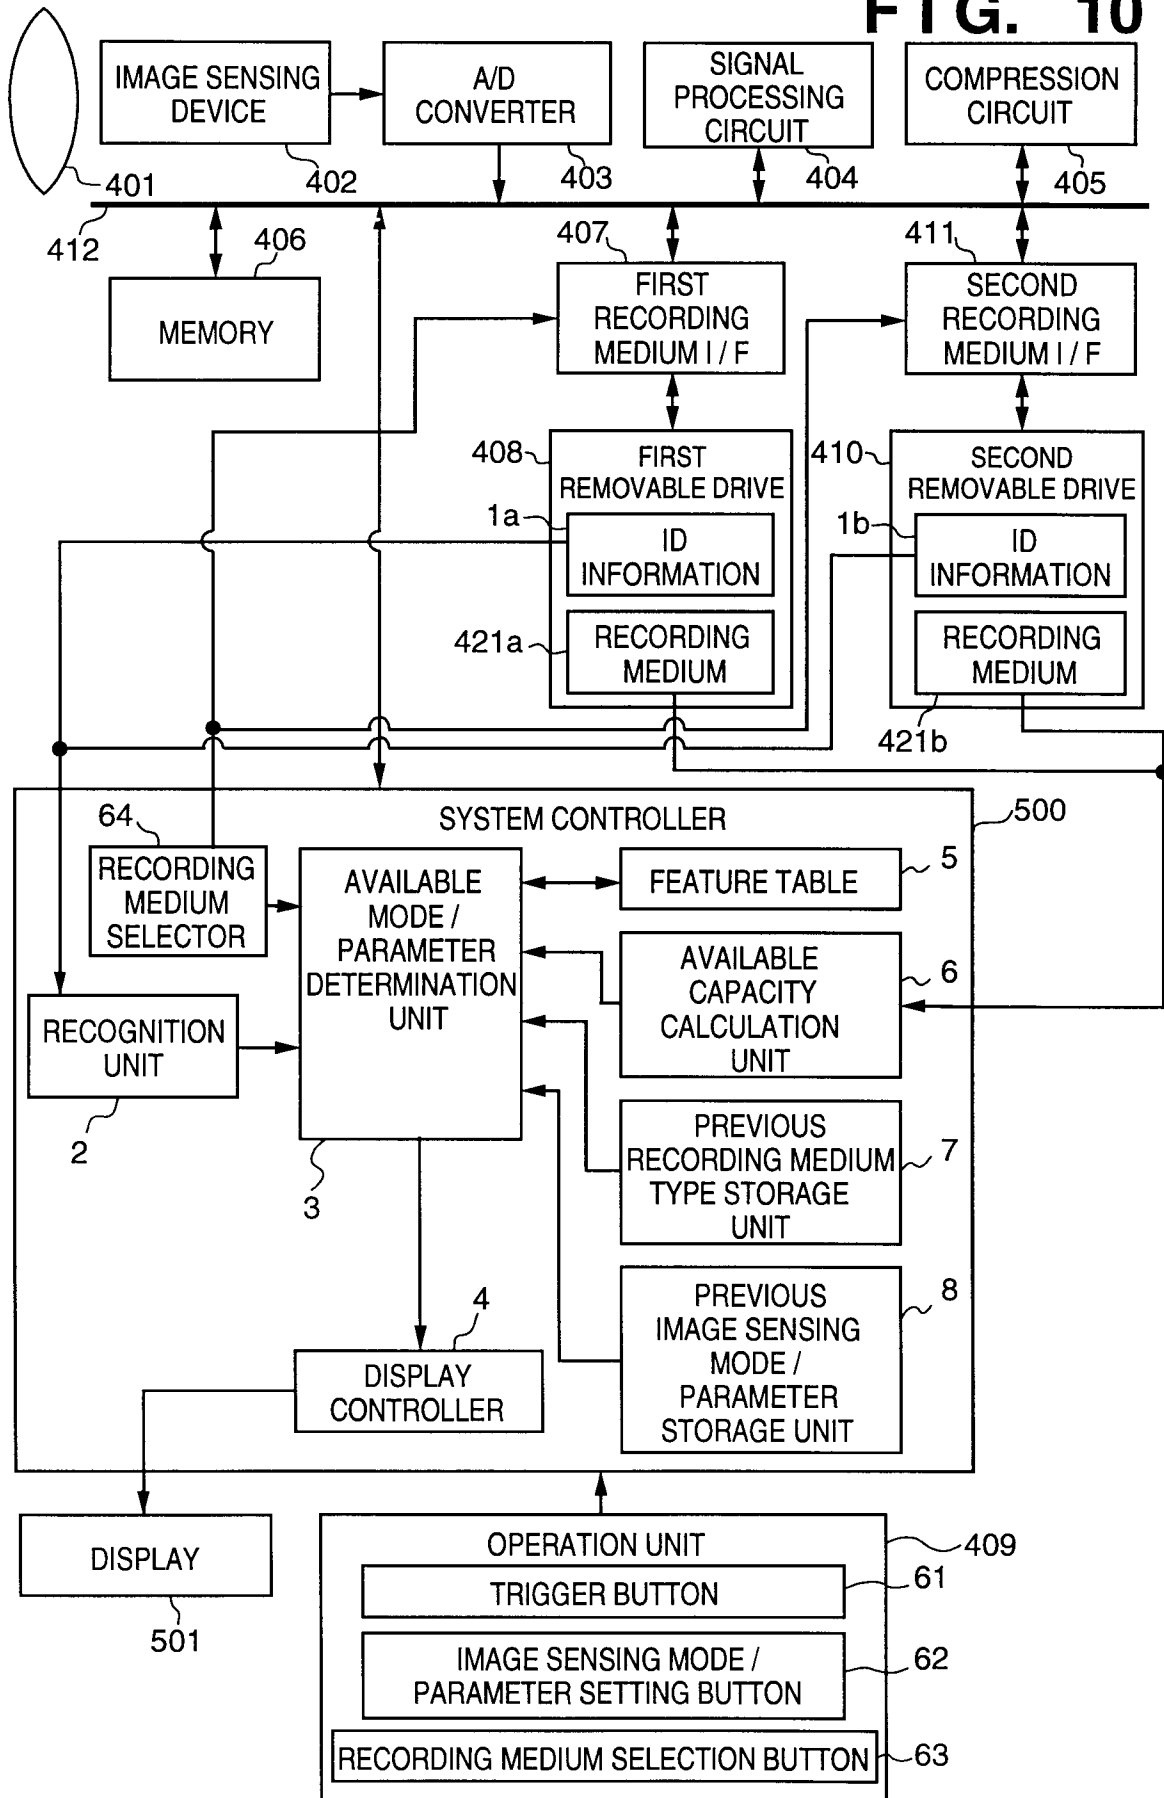 FIG. 10
IMAGE SENSING
DEVICE
A/D
CONVERTER
SIGNAL
PROCESSING
CIRCUIT
COMPRESSION
CIRCUIT
401
402
403
404
405
412
406
407
411
MEMORY
FIRST
RECORDING
MEDIUM I / F
SECOND
RECORDING
MEDIUM I / F
408
FIRST
REMOVABLE DRIVE
410
SECOND
REMOVABLE DRIVE
1a
ID
INFORMATION
1b
ID
INFORMATION
421a
RECORDING
MEDIUM
RECORDING
MEDIUM
421b
SYSTEM CONTROLLER
500
64
RECORDING
MEDIUM
SELECTOR
AVAILABLE
MODE /
PARAMETER
DETERMINATION
UNIT
FEATURE TABLE
5
AVAILABLE
CAPACITY
CALCULATION
UNIT
6
RECOGNITION
UNIT
2
3
PREVIOUS
RECORDING MEDIUM
TYPE STORAGE
UNIT
7
PREVIOUS
IMAGE SENSING
MODE /
PARAMETER
STORAGE UNIT
8
4
DISPLAY
CONTROLLER
DISPLAY
501
OPERATION UNIT
409
TRIGGER BUTTON
61
IMAGE SENSING MODE /
PARAMETER SETTING BUTTON
62
RECORDING MEDIUM SELECTION BUTTON
63